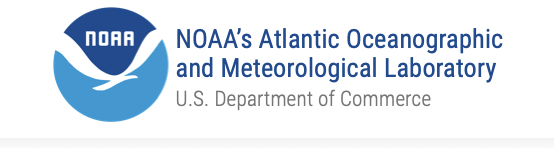 NOAA
NOAA's Atlantic Oceanographic
and Meteorological Laboratory
U.S. Department of Commerce